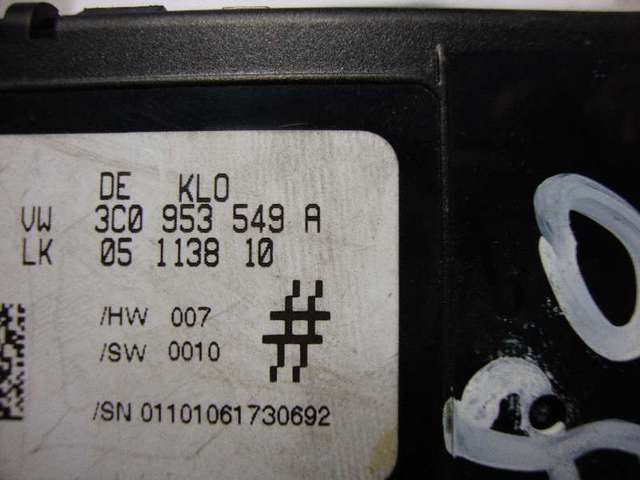 DE KLO
VW 3C0 953 549 A
LK 05 1138 10
/HW 007
/SW 0010
#
/SN 01101061730692